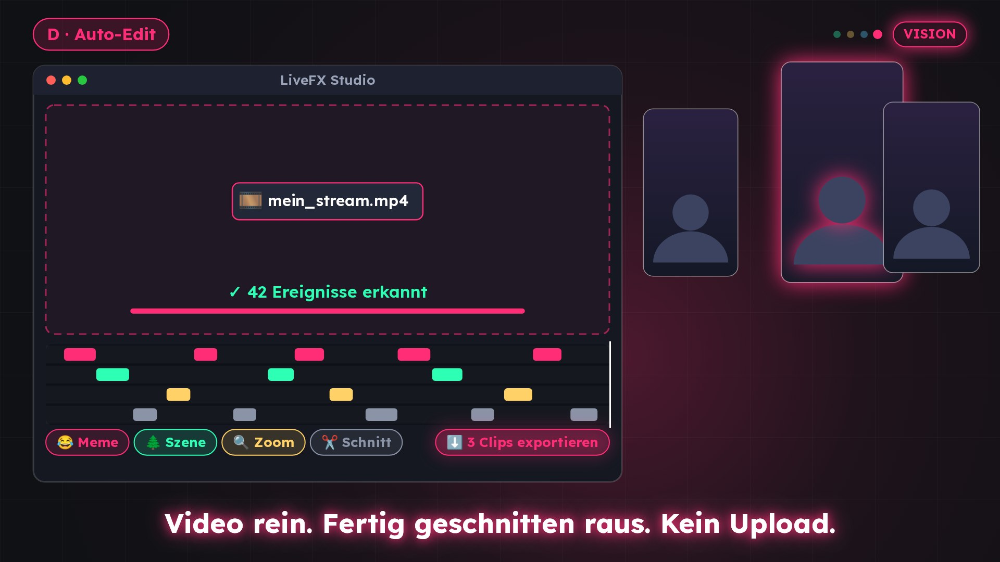 D · Auto-Edit
VISION
LiveFX Studio
mein_stream.mp4
✓ 42 Ereignisse erkannt
😂 Meme
🌲 Szene
🔍 Zoom
✂️ Schnitt
⬇️ 3 Clips exportieren
Video rein. Fertig geschnitten raus. Kein Upload.